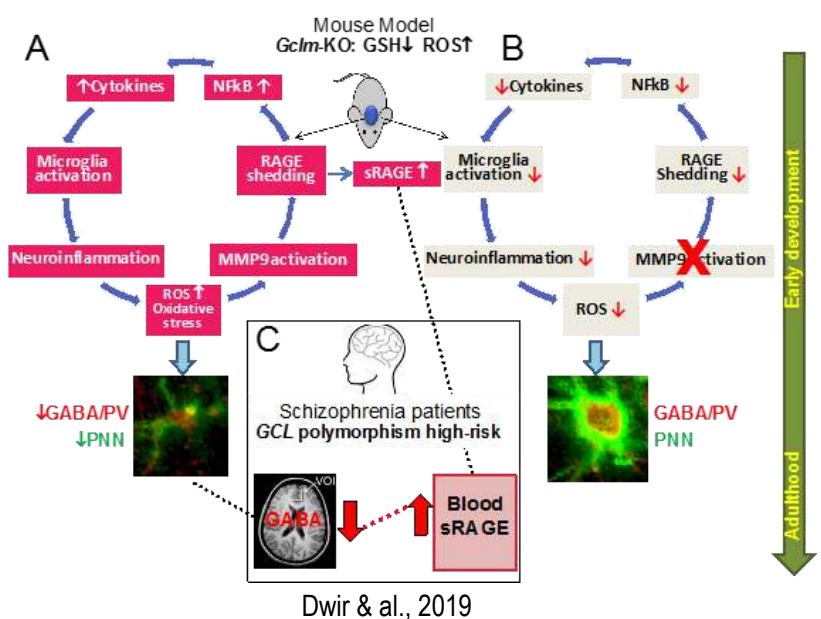 Mouse Model
Gclm-KO: GSH↓ ROS↑
A
↑Cytokines
NFkB ↑
Microglia
activation
RAGE
shedding
sRAGE ↑
Neuroinflammation
MMP9activation
ROS ↑
Oxidative
stress
↓GABA/PV
↓PNN
B
↓Cytokines
NFkB ↓
Microglia
activation ↓
RAGE
Shedding ↓
Neuroinflammation ↓
MMP9 X ctivation
ROS ↓
GABA/PV
PNN
C
Schizophrenia patients
GCL polymorphism high-risk
VOI
GABA
Blood
sRAGE
Early development
Adulthood
Dwir & al., 2019